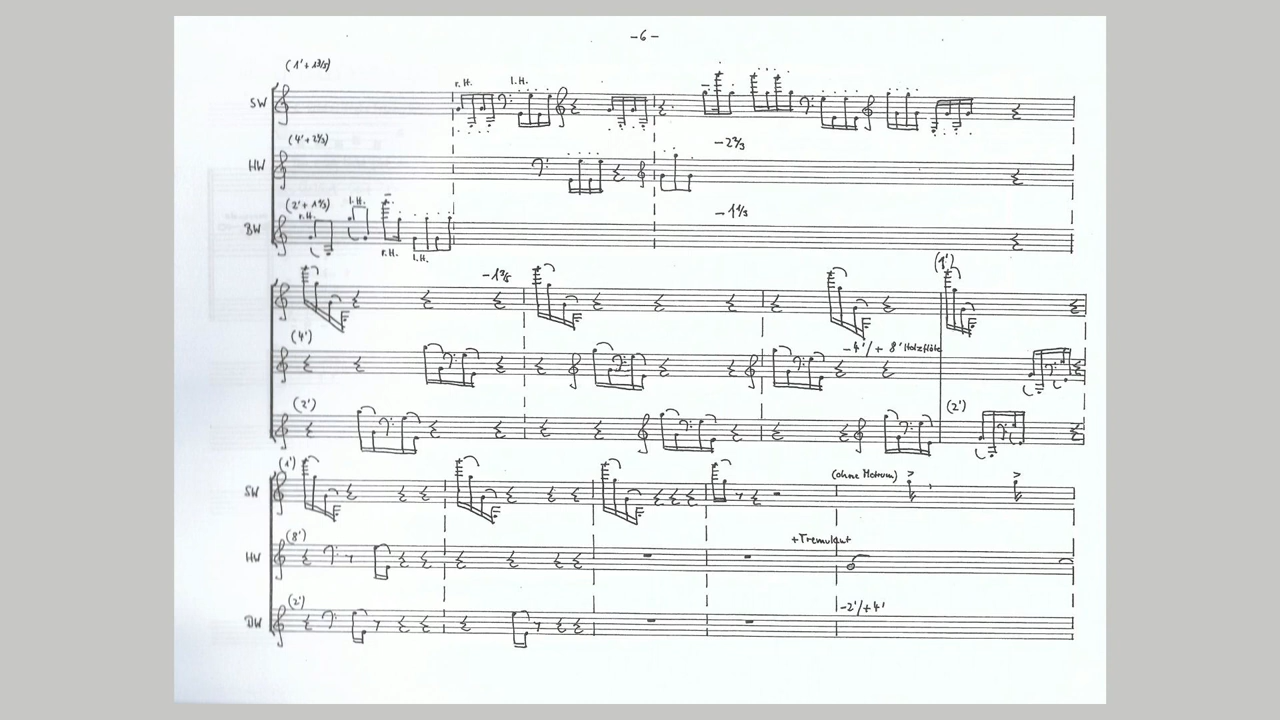 -6-
(1' + 1 3/5)
r.H. l.H.
SW
(4' + 2 2/3)
- 2 2/3
HW
(2' + 1 1/3) l.H.
r.H.
- 1 1/3
BW
r.H. l.H.
(1')
- 1 3/5
(4')
- 4' / + 8' Holzflöte
(2') (2')
(1')
(ohne Metrum)
SW
(8') +Tremulant
HW
(2') -2'/+4'
BW